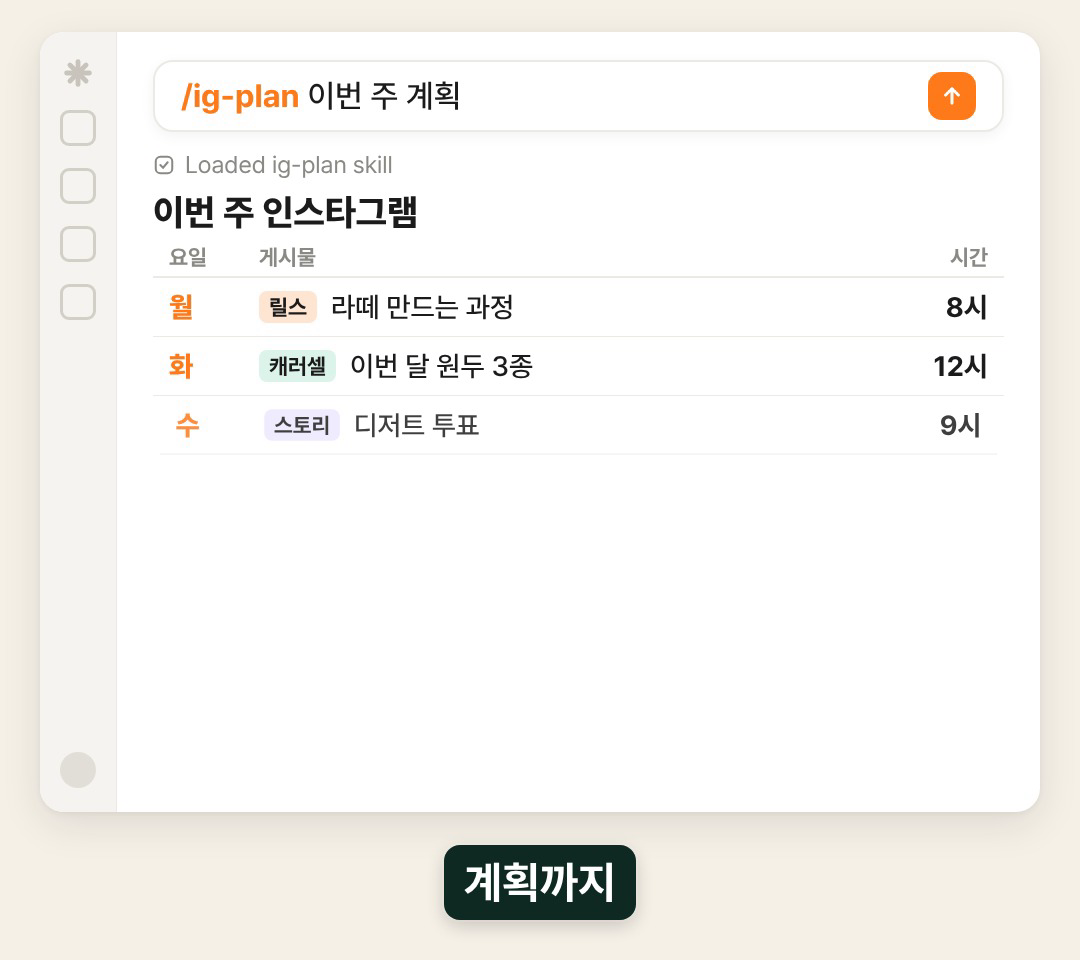 /ig-plan 이번 주 계획
Loaded ig-plan skill
이번 주 인스타그램
요일 게시물 시간
월 릴스 라떼 만드는 과정 8시
화 캐러셀 이번 달 원두 3종 12시
수 스토리 디저트 투표 9시
계획까지